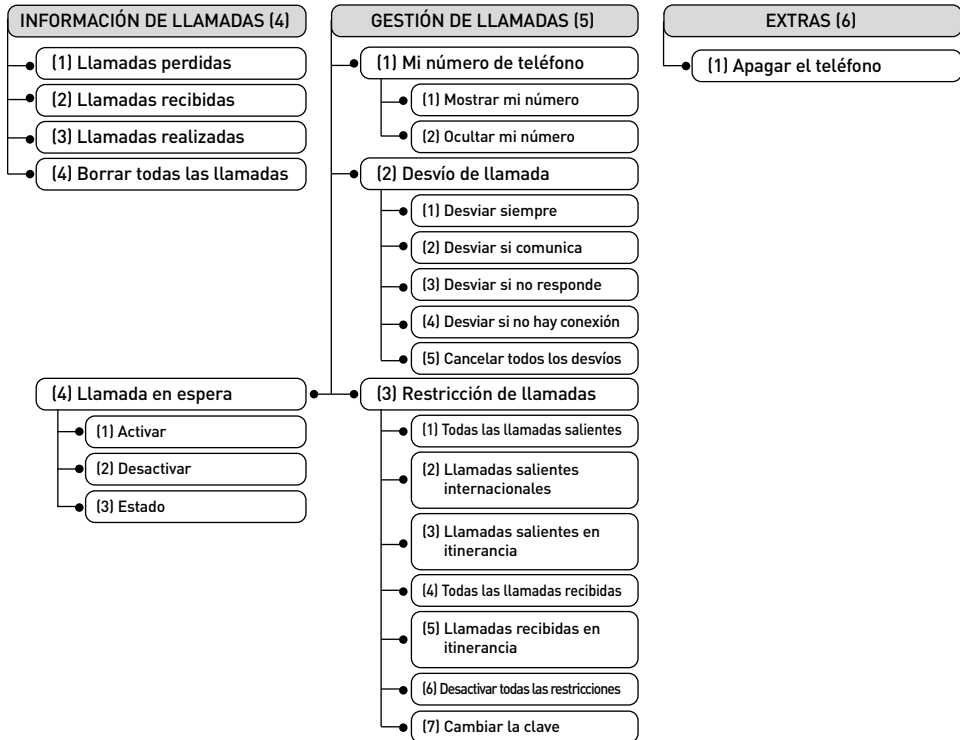 INFORMACIÓN DE LLAMADAS (4)
(1) Llamadas perdidas
(2) Llamadas recibidas
(3) Llamadas realizadas
(4) Borrar todas las llamadas
GESTIÓN DE LLAMADAS (5)
(1) Mi número de teléfono
(1) Mostrar mi número
(2) Ocultar mi número
(2) Desvío de llamada
(1) Desviar siempre
(2) Desviar si comunica
(3) Desviar si no responde
(4) Desviar si no hay conexión
(5) Cancelar todos los desvíos
(3) Restricción de llamadas
(1) Todas las llamadas salientes
(2) Llamadas salientes
internacionales
(3) Llamadas salientes en
itinerancia
(4) Todas las llamadas recibidas
(5) Llamadas recibidas en
itinerancia
(6) Desactivar todas las restricciones
(7) Cambiar la clave
(4) Llamada en espera
(1) Activar
(2) Desactivar
(3) Estado
EXTRAS (6)
(1) Apagar el teléfono